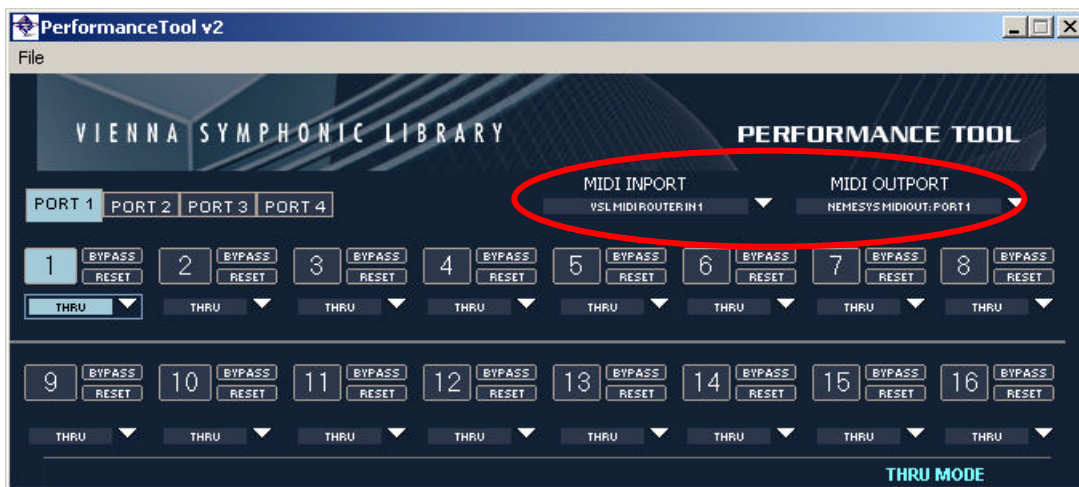 PerformanceTool v2
File
VIENNA SYMPHONIC LIBRARY
PERFORMANCE TOOL
MIDI INPORT MIDI OUTPORT
PORT 1 PORT 2 PORT 3 PORT 4
VSL MIDI ROUTER IN 1 NEMESYS MIDIOUT: PORT 1
1 BYPASS RESET 2 BYPASS RESET 3 BYPASS RESET 4 BYPASS RESET 5 BYPASS RESET 6 BYPASS RESET 7 BYPASS RESET 8 BYPASS RESET
THRU THRU THRU THRU THRU THRU THRU THRU
9 BYPASS RESET 10 BYPASS RESET 11 BYPASS RESET 12 BYPASS RESET 13 BYPASS RESET 14 BYPASS RESET 15 BYPASS RESET 16 BYPASS RESET
THRU THRU THRU THRU THRU THRU THRU THRU
THRU MODE